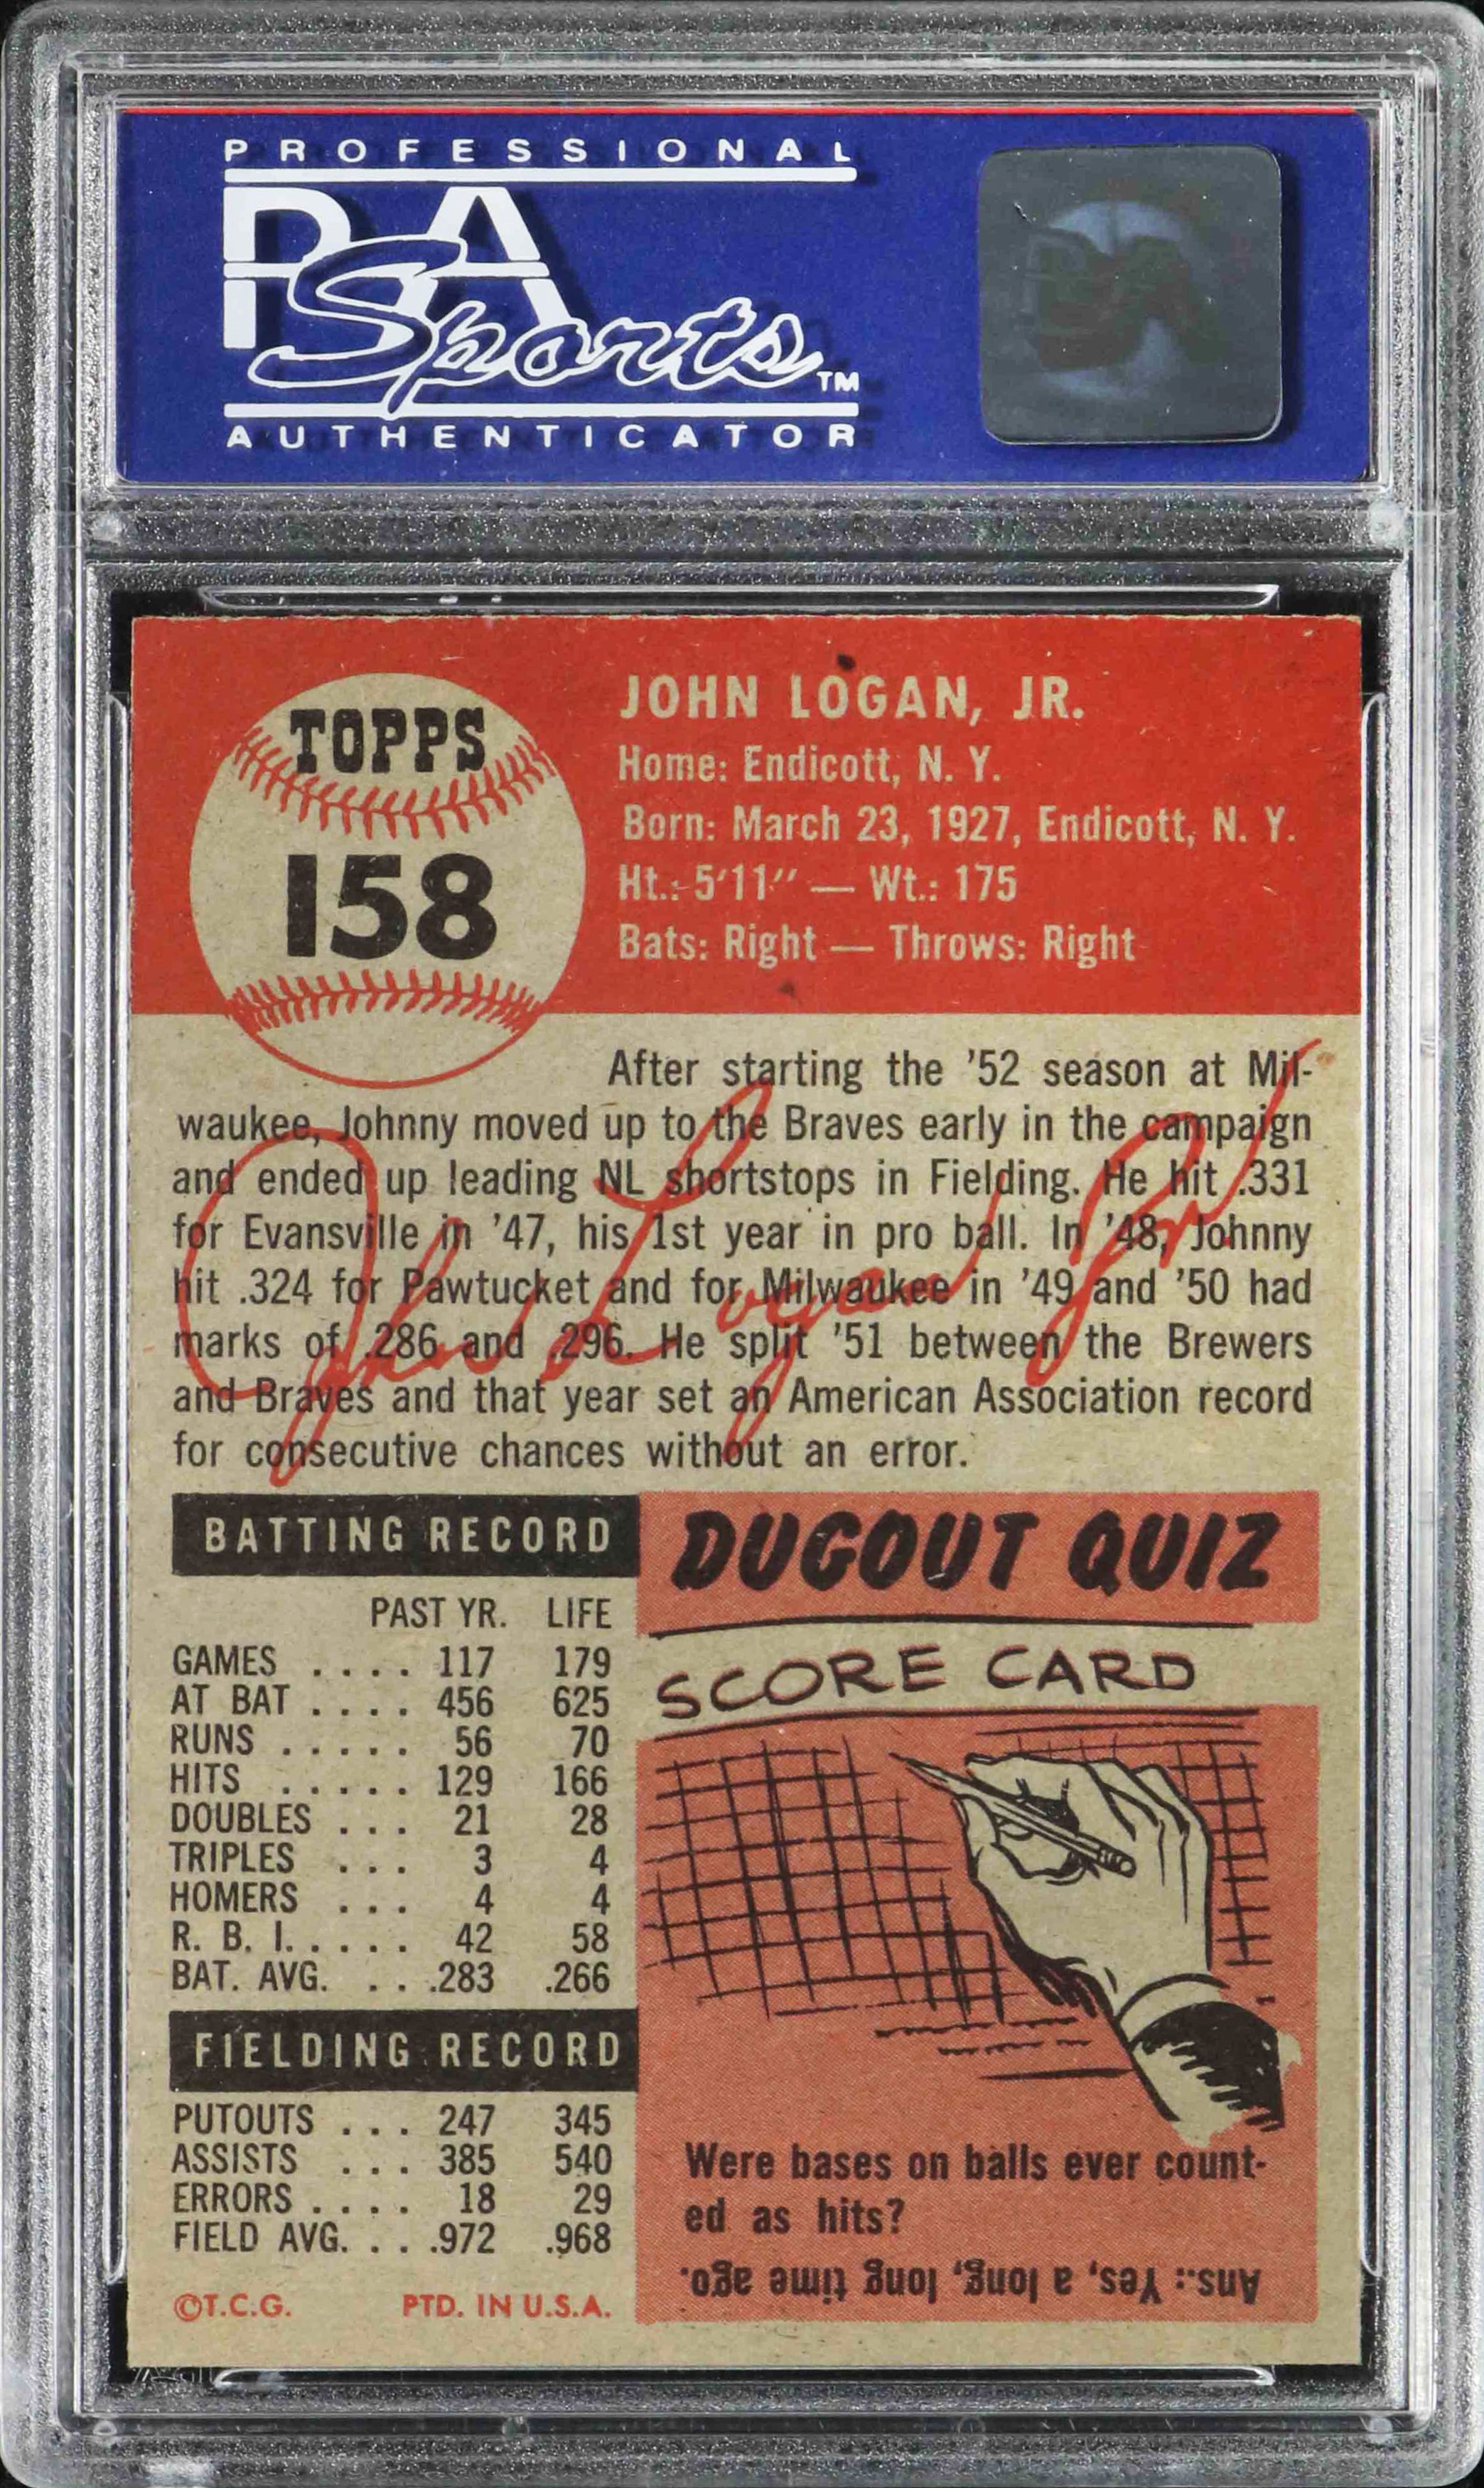 PROFESSIONAL
PSA
Sports™
AUTHENTICATOR
TOPPS
158
JOHN LOGAN, JR.
Home: Endicott, N. Y.
Born: March 23, 1927, Endicott, N. Y.
Ht.: 5'11" — Wt.: 175
Bats: Right — Throws: Right
After starting the '52 season at Mil-
waukee, Johnny moved up to the Braves early in the campaign
and ended up leading NL shortstops in Fielding. He hit .331
for Evansville in '47, his 1st year in pro ball. In '48, Johnny
hit .324 for Pawtucket and for Milwaukee in '49 and '50 had
marks of .286 and .296. He split '51 between the Brewers
and Braves and that year set an American Association record
for consecutive chances without an error.
John Logan Jr
BATTING RECORD
PAST YR. LIFE
GAMES . . . . 117 179
AT BAT . . . . 456 625
RUNS . . . . . 56 70
HITS . . . . . 129 166
DOUBLES . . . 21 28
TRIPLES . . . 3 4
HOMERS . . . 4 4
R. B. I. . . . . 42 58
BAT. AVG. . . .283 .266
FIELDING RECORD
PUTOUTS . . . 247 345
ASSISTS . . . 385 540
ERRORS . . . . 18 29
FIELD AVG. . . .972 .968
©T.C.G. PTD. IN U.S.A.
DUGOUT QUIZ
SCORE CARD
Were bases on balls ever count-
ed as hits?
Ans.: Yes, a long, long time ago.